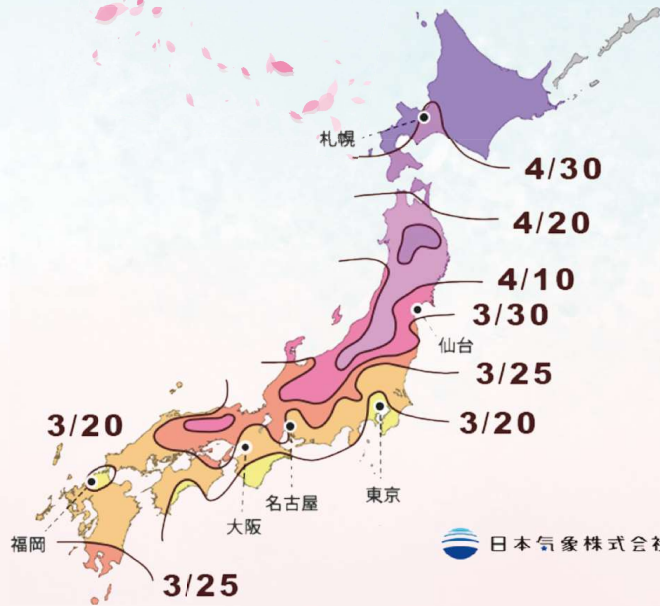 札幌
4/30
4/20
4/10
3/30
仙台
3/25
3/20
3/20
東京
名古屋
大阪
福岡
3/25
日本気象株式会社